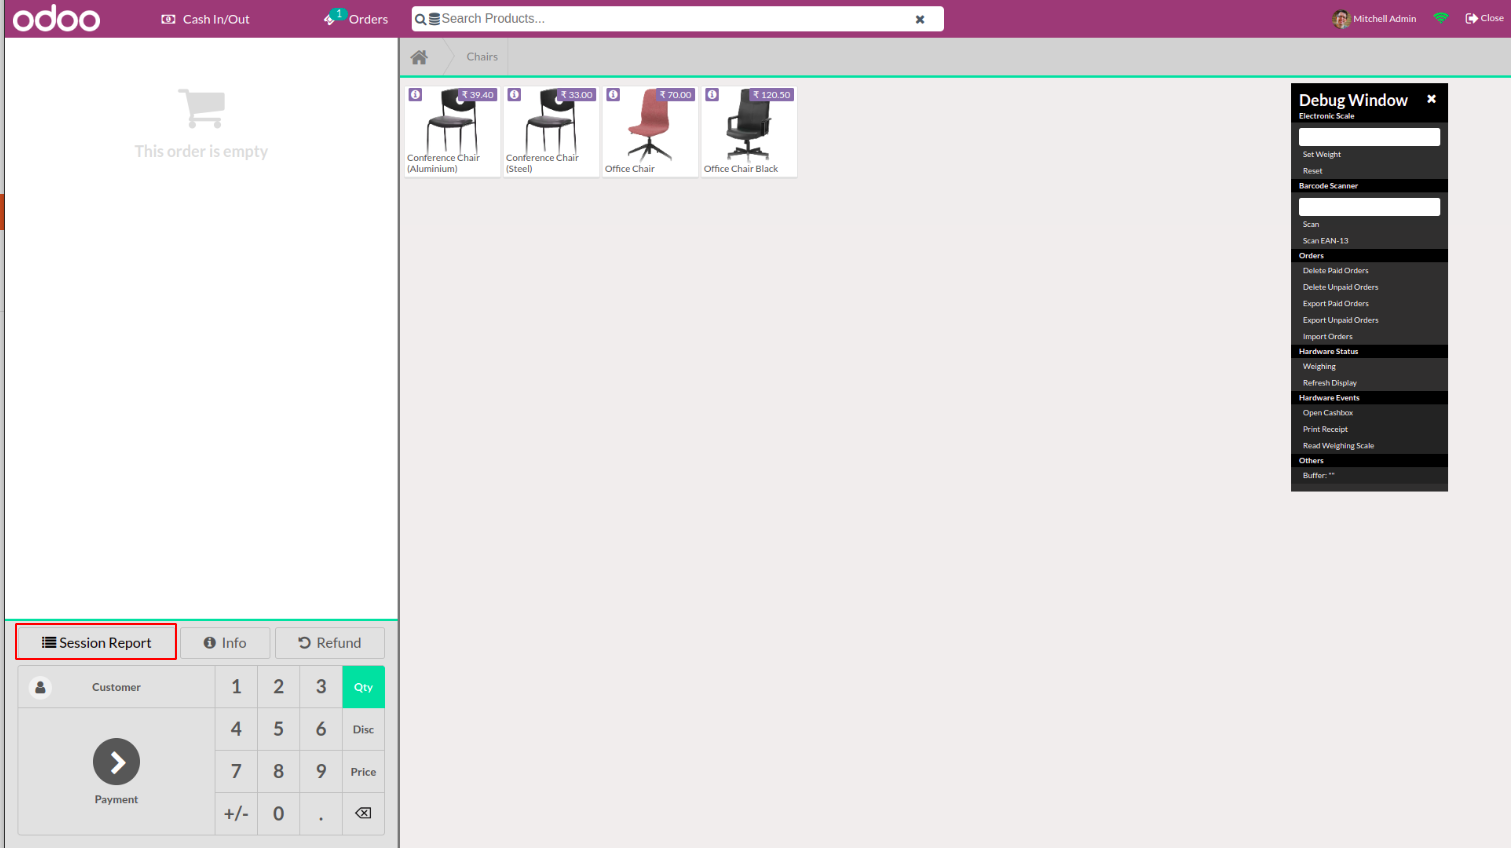 odoo
Cash In/Out
1
Orders
Search Products...
Mitchell Admin
Close
This order is empty
Chairs
₹ 39.40
Conference Chair
(Aluminium)
₹ 33.00
Conference Chair
(Steel)
₹ 70.00
Office Chair
₹ 120.50
Office Chair Black
Debug Window
Electronic Scale
Set Weight
Reset
Barcode Scanner
Scan
Scan EAN-13
Orders
Delete Paid Orders
Delete Unpaid Orders
Export Paid Orders
Export Unpaid Orders
Import Orders
Hardware Status
Weighing
Refresh Display
Hardware Events
Open Cashbox
Print Receipt
Read Weighing Scale
Others
Buffer: ""
Session Report
Info
Refund
Customer
1 2 3 Qty
4 5 6 Disc
7 8 9 Price
Payment
+/- 0 .